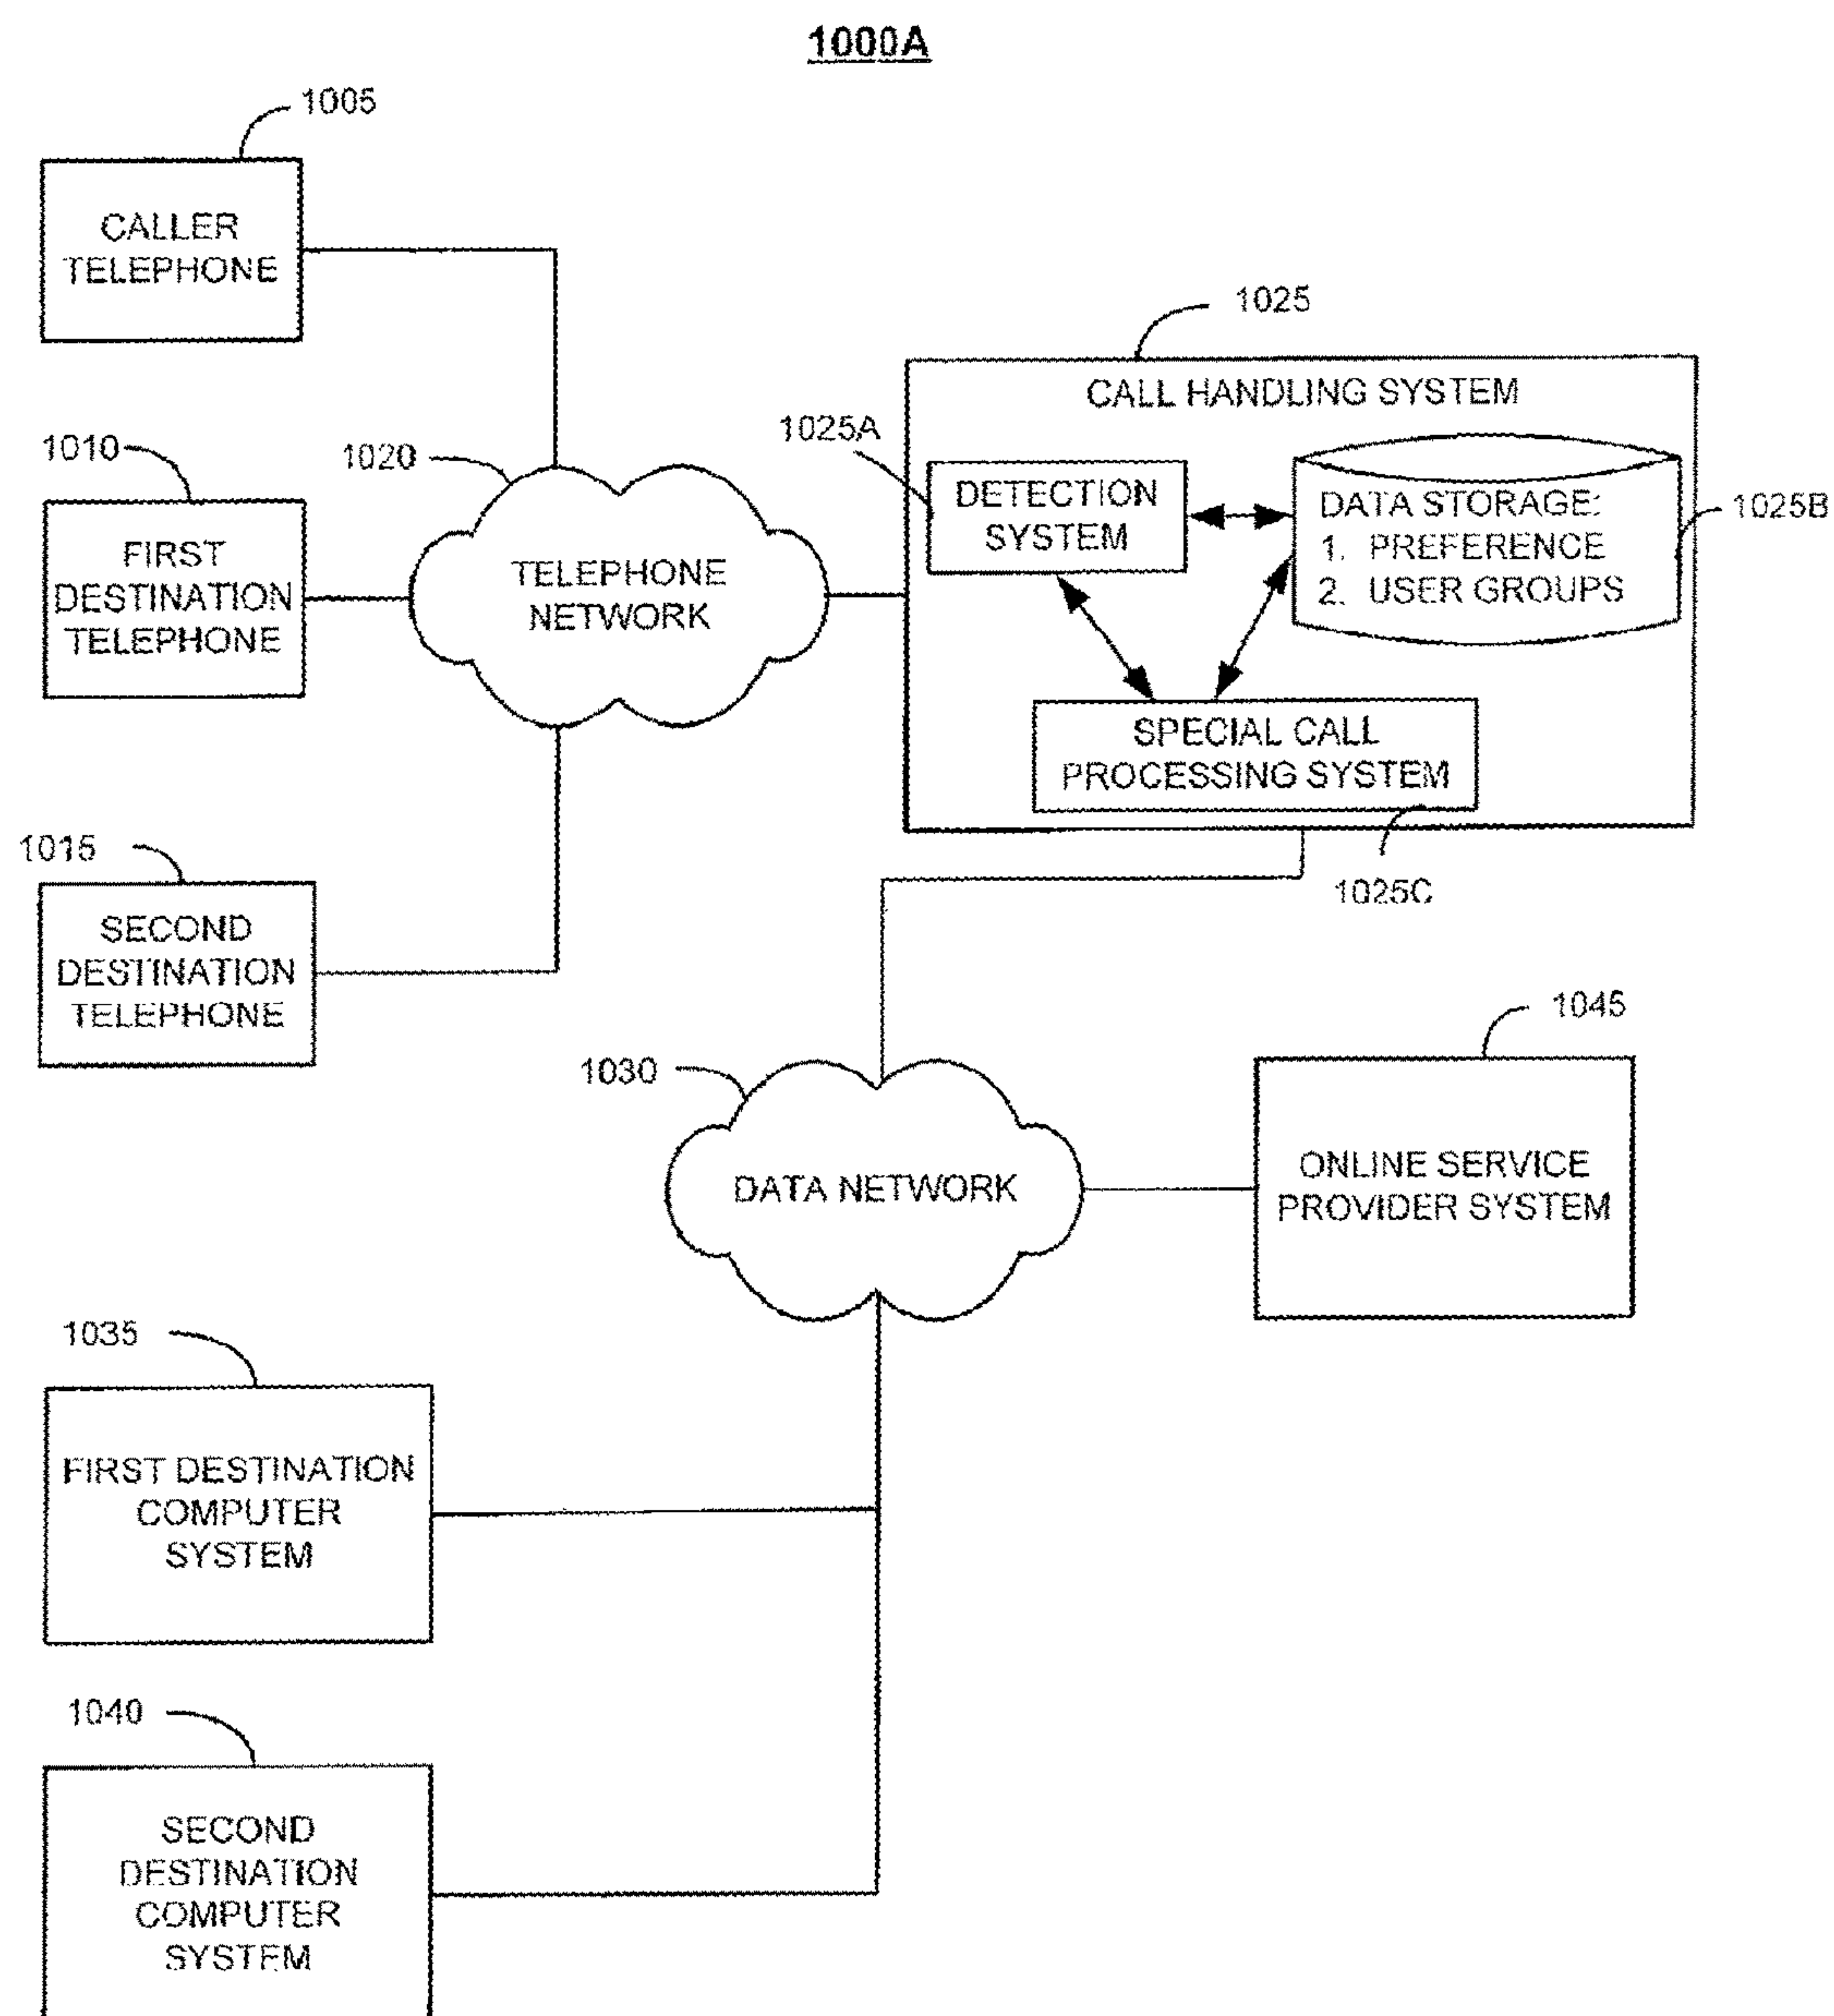 1000A
1005
CALLER
TELEPHONE
1010
FIRST
DESTINATION
TELEPHONE
1015
SECOND
DESTINATION
TELEPHONE
1020
TELEPHONE
NETWORK
1025
CALL HANDLING SYSTEM
1025A
DETECTION
SYSTEM
DATA STORAGE:
1. PREFERENCE
2. USER GROUPS
1025B
SPECIAL CALL
PROCESSING SYSTEM
1025C
1030
DATA NETWORK
1045
ONLINE SERVICE
PROVIDER SYSTEM
1035
FIRST DESTINATION
COMPUTER
SYSTEM
1040
SECOND
DESTINATION
COMPUTER
SYSTEM